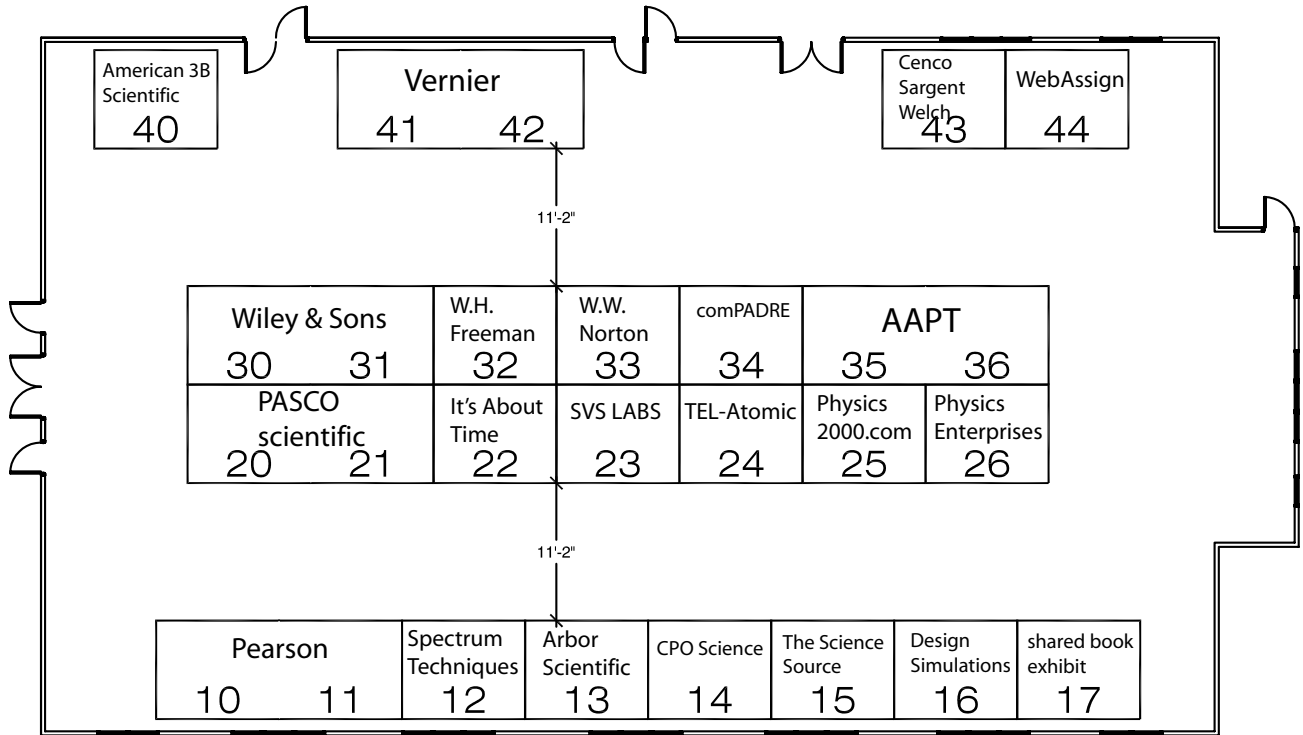 American 3B
Scientific
40
Vernier
41 42
Cenco
Sargent
Welch
43
WebAssign
44
11'-2"
Wiley & Sons
30 31
W.H.
Freeman
32
W.W.
Norton
33
comPADRE
34
AAPT
35 36
PASCO
scientific
20 21
It's About
Time
22
SVS LABS
23
TEL-Atomic
24
Physics
2000.com
25
Physics
Enterprises
26
11'-2"
Pearson
10 11
Spectrum
Techniques
12
Arbor
Scientific
13
CPO Science
14
The Science
Source
15
Design
Simulations
16
shared book
exhibit
17